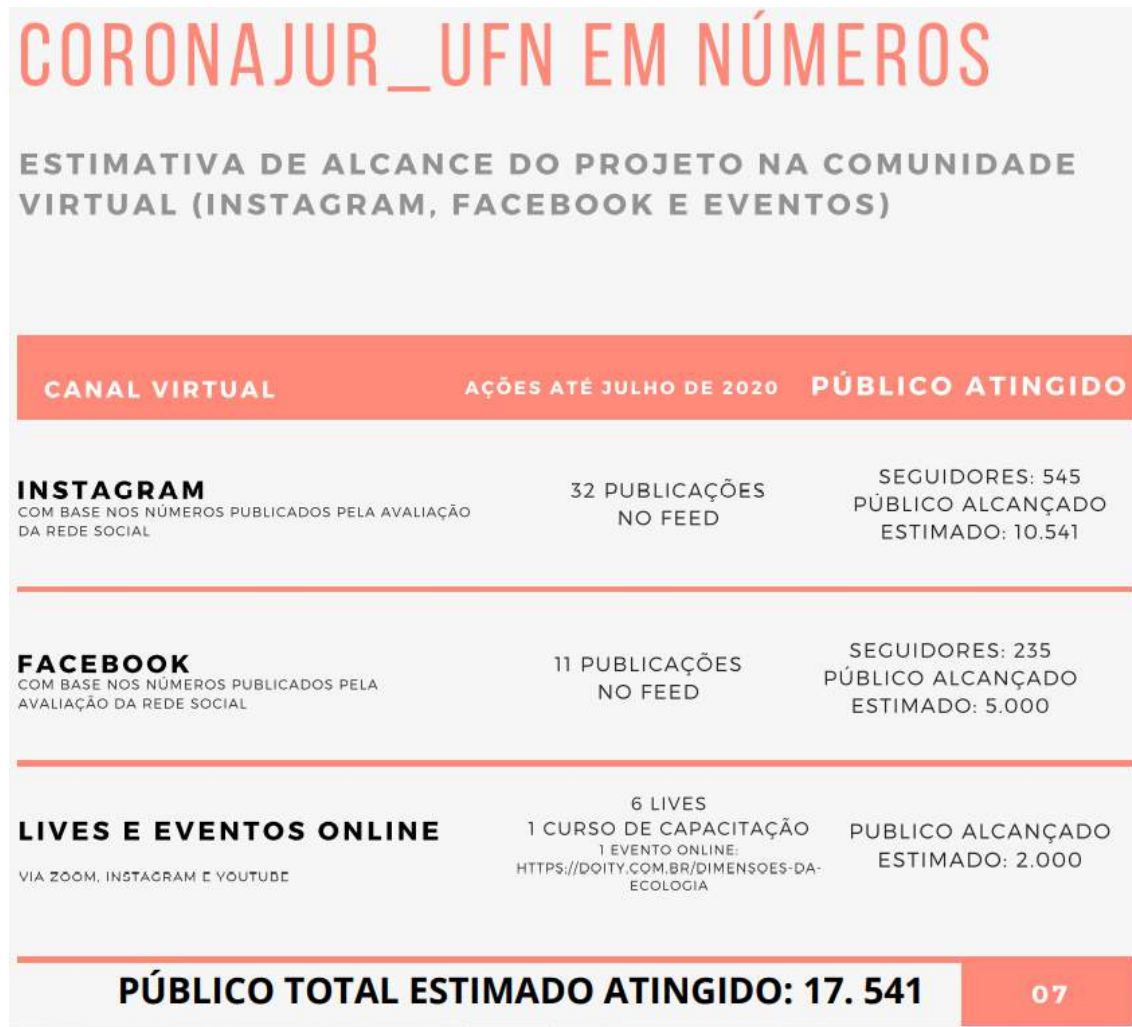 CORONAJUR_UFN EM NÚMEROS
ESTIMATIVA DE ALCANCE DO PROJETO NA COMUNIDADE
VIRTUAL (INSTAGRAM, FACEBOOK E EVENTOS)
CANAL VIRTUAL AÇÕES ATÉ JULHO DE 2020 PÚBLICO ATINGIDO
INSTAGRAM
COM BASE NOS NÚMEROS PUBLICADOS PELA AVALIAÇÃO
DA REDE SOCIAL
32 PUBLICAÇÕES
NO FEED
SEGUIDORES: 545
PÚBLICO ALCANÇADO
ESTIMADO: 10.541
FACEBOOK
COM BASE NOS NÚMEROS PUBLICADOS PELA
AVALIAÇÃO DA REDE SOCIAL
11 PUBLICAÇÕES
NO FEED
SEGUIDORES: 235
PÚBLICO ALCANÇADO
ESTIMADO: 5.000
LIVES E EVENTOS ONLINE
VIA ZOOM, INSTAGRAM E YOUTUBE
6 LIVES
1 CURSO DE CAPACITAÇÃO
1 EVENTO ONLINE:
HTTPS://DOITY.COM.BR/DIMENSOES-DA-
ECOLOGIA
PUBLICO ALCANÇADO
ESTIMADO: 2.000
PÚBLICO TOTAL ESTIMADO ATINGIDO: 17. 541
07